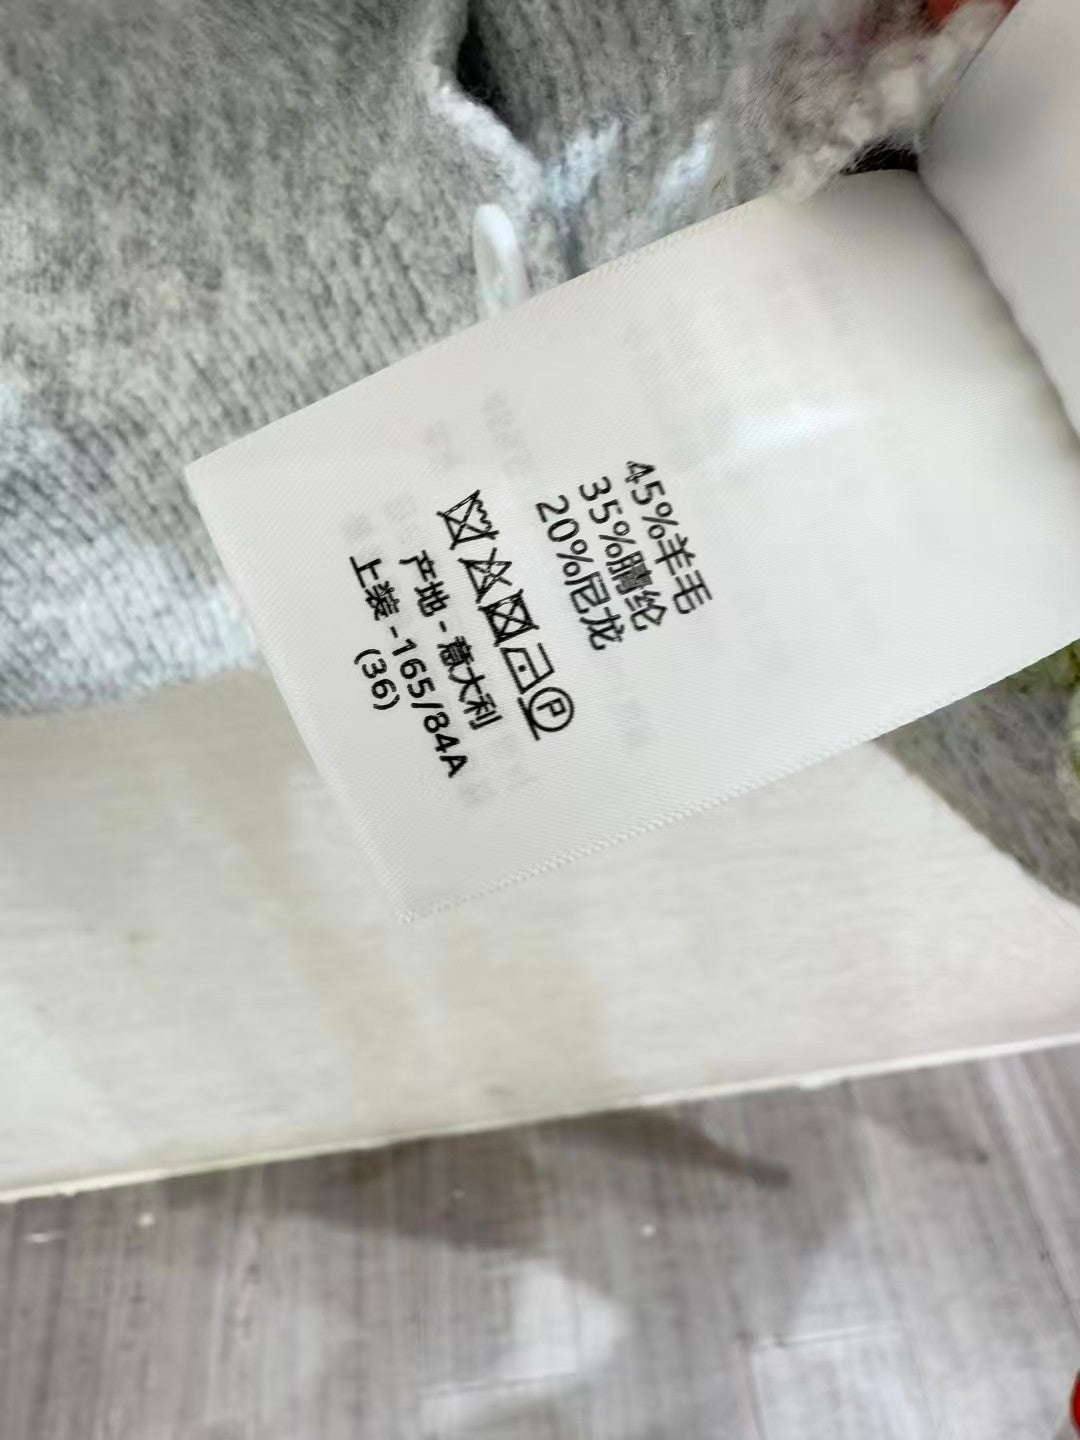 45%羊毛
35%腈纶
20%尼龙
P
产地 - 意大利
上装 - 165/84A
(36)